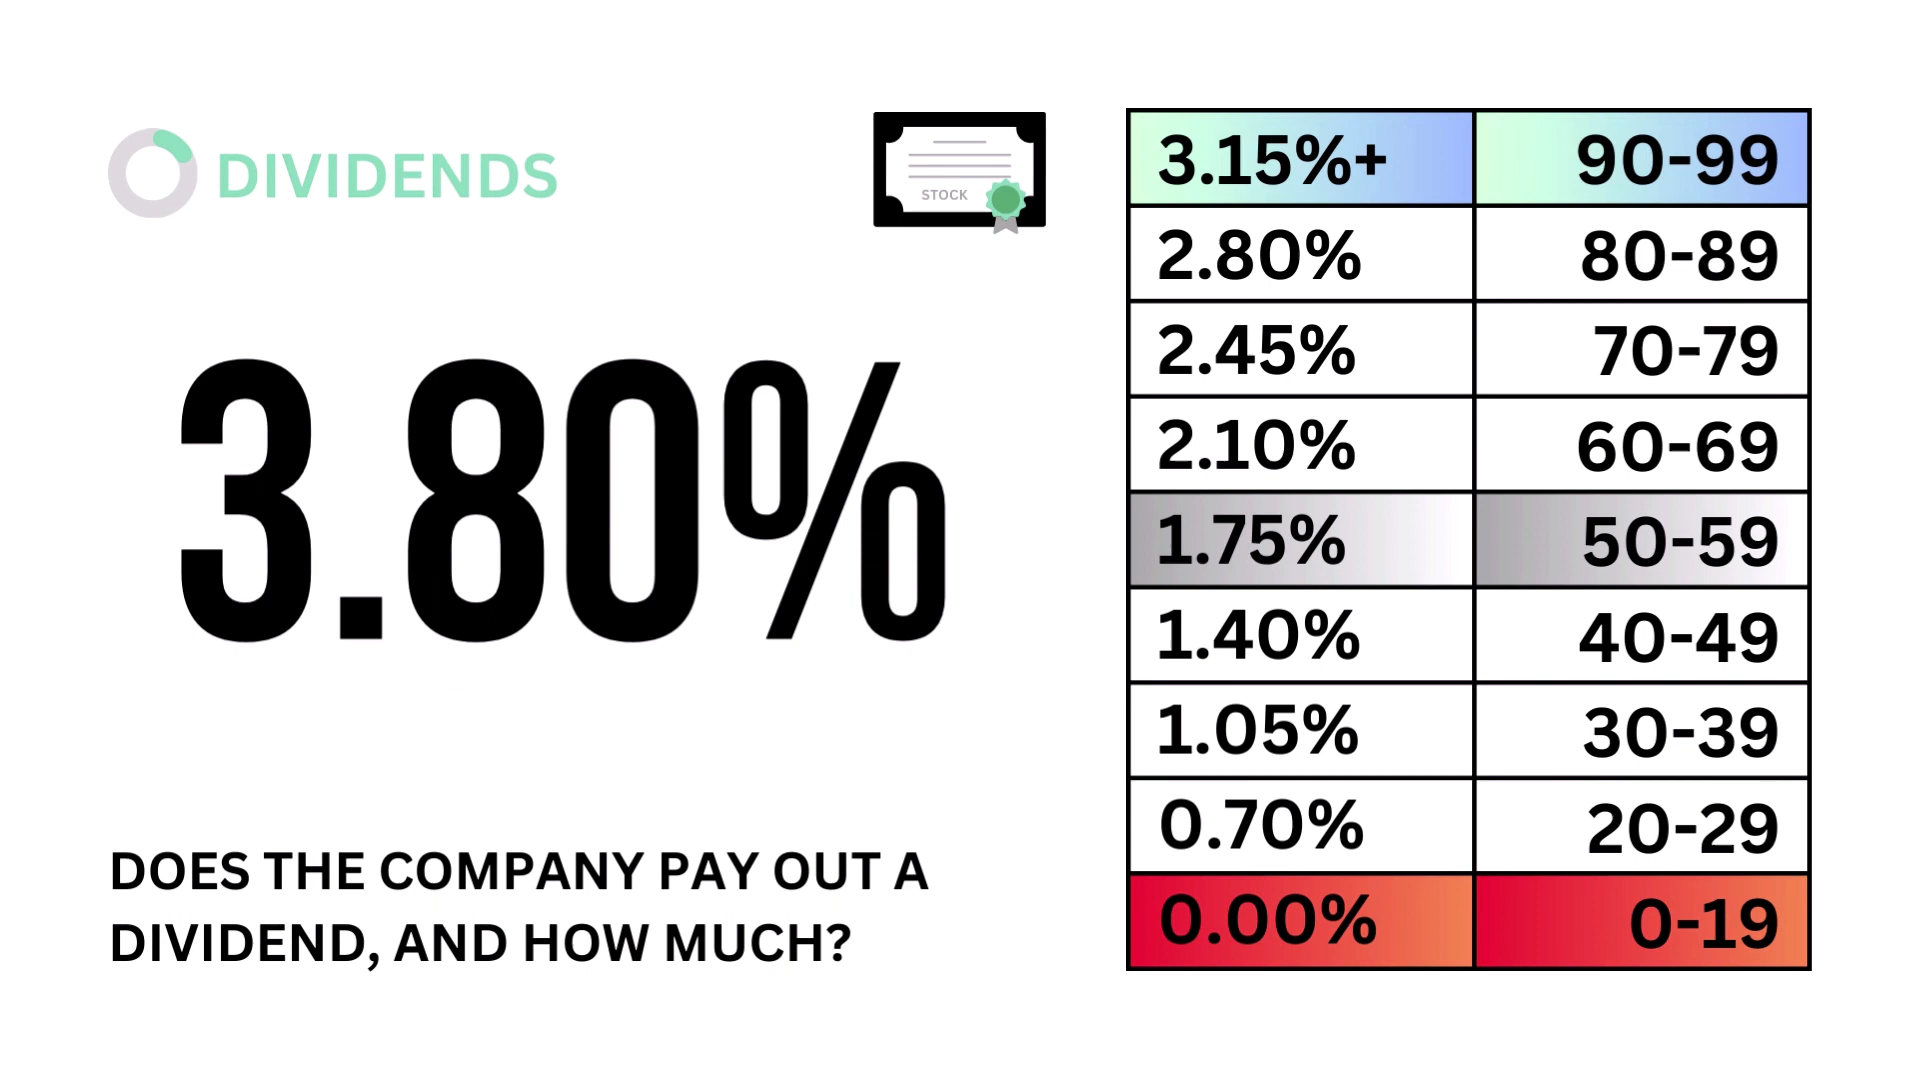 DIVIDENDS
STOCK
3.80%
DOES THE COMPANY PAY OUT A
DIVIDEND, AND HOW MUCH?
3.15%+ 90-99
2.80% 80-89
2.45% 70-79
2.10% 60-69
1.75% 50-59
1.40% 40-49
1.05% 30-39
0.70% 20-29
0.00% 0-19